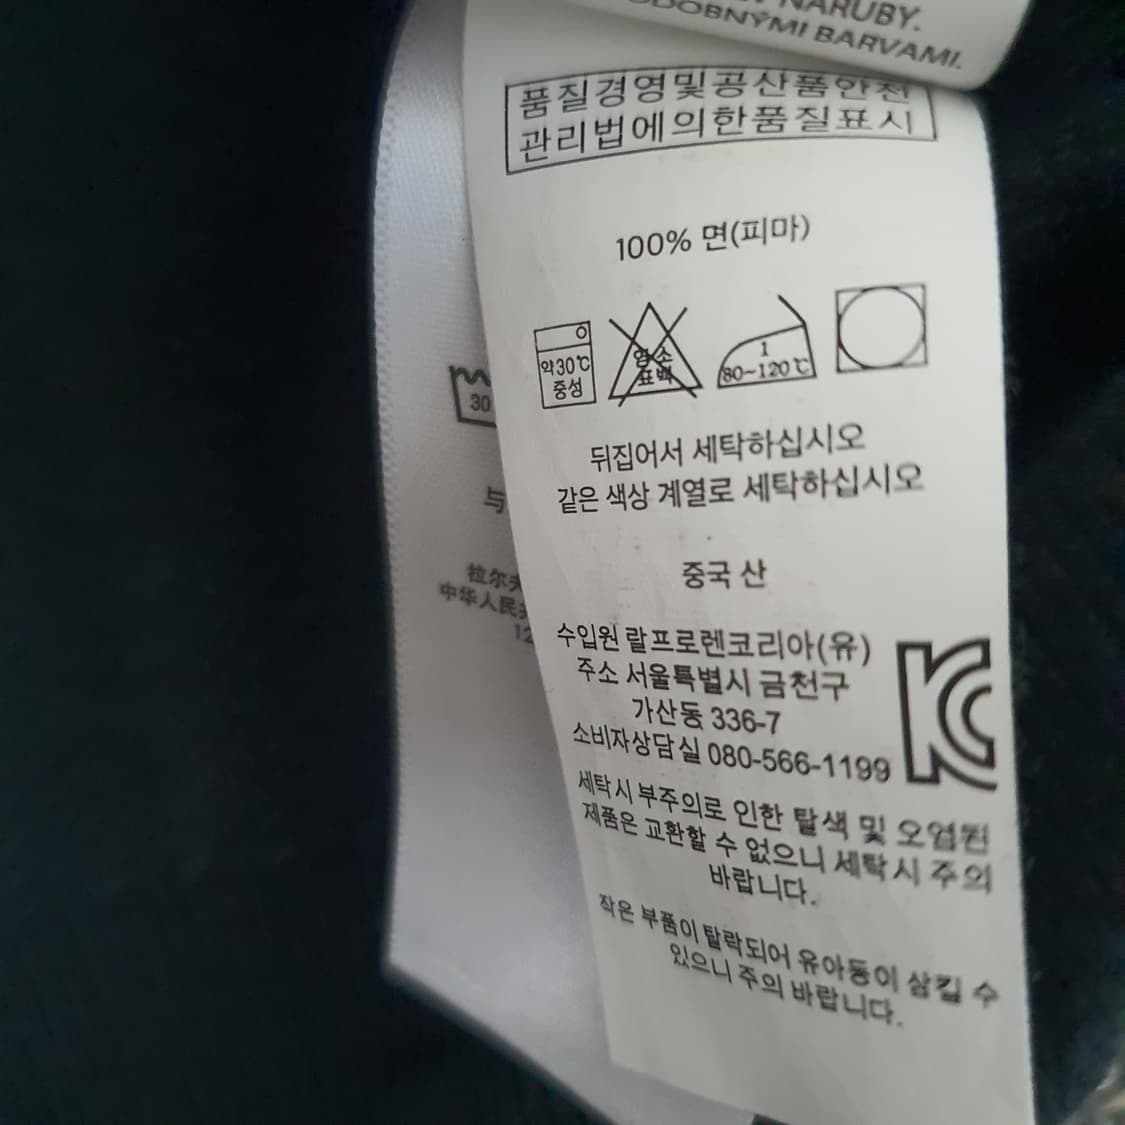 NARUBY.
ODOBNÝMI BARVAMI.
품질경영및공산품안전
관리법에의한품질표시
100% 면(피마)
약30℃
중성
염소
표백
1
80~120℃
뒤집어서 세탁하십시오
같은 색상 계열로 세탁하십시오
중국 산
수입원 랄프로렌코리아(유)
주소 서울특별시 금천구
가산동 336-7
소비자상담실 080-566-1199
세탁시 부주의로 인한 탈색 및 오염된
제품은 교환할 수 없으니 세탁시 주의
바랍니다.
작은 부품이 탈락되어 유아동이 삼킬 수
있으니 주의 바랍니다.
30
与
拉尔夫
中华人民共
12